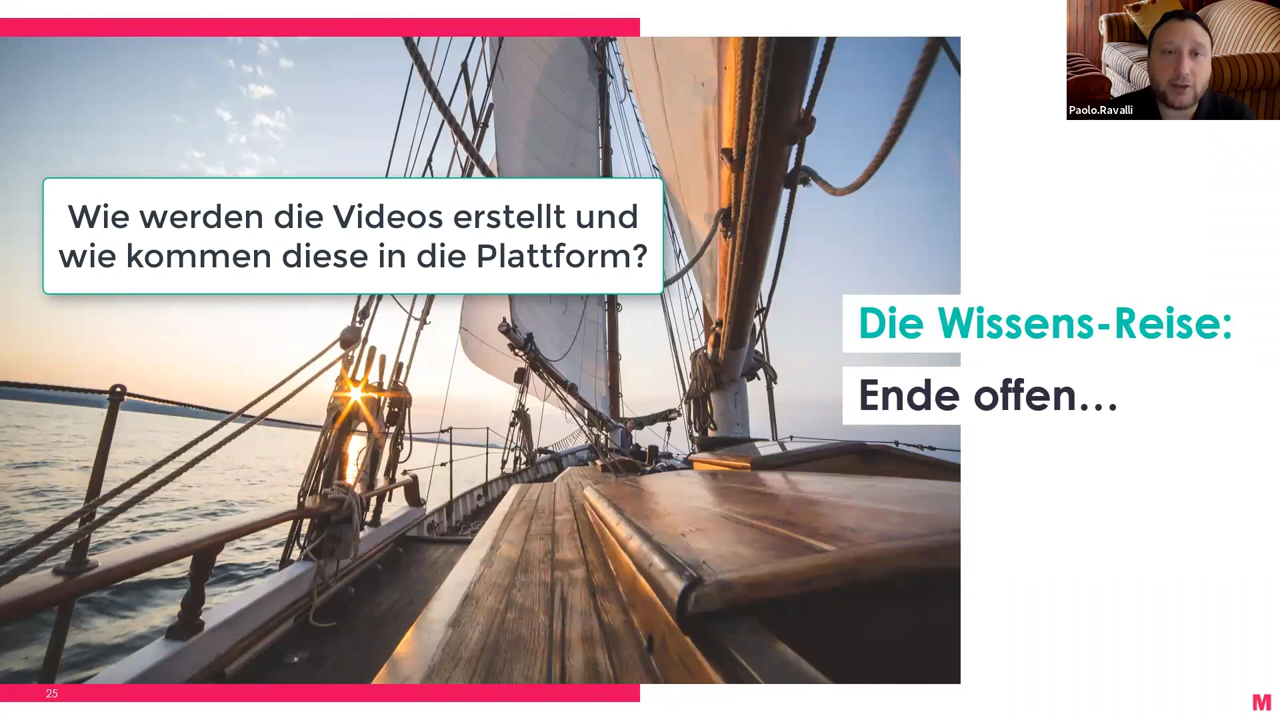 Paolo.Ravalli
Wie werden die Videos erstellt und
wie kommen diese in die Plattform?
Die Wissens-Reise:
Ende offen...
25
M